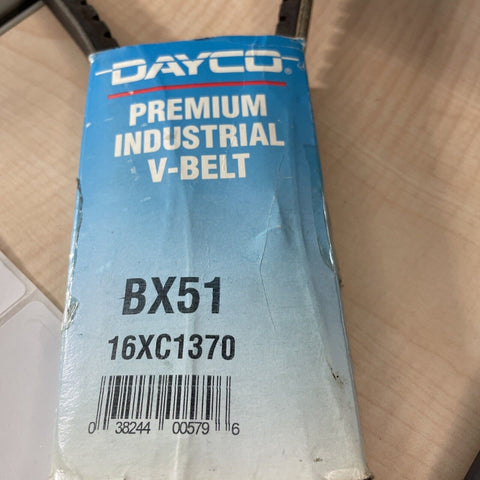 DAYCO®
PREMIUM
INDUSTRIAL
V-BELT
BX51
16XC1370
0 38244 00579 6